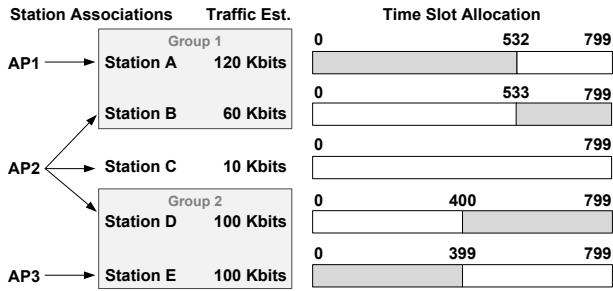 Station Associations Traffic Est. Time Slot Allocation
Group 1
0 532 799
AP1 Station A 120 Kbits
0 533 799
Station B 60 Kbits
0 799
AP2 Station C 10 Kbits
Group 2
0 400 799
Station D 100 Kbits
0 399 799
AP3 Station E 100 Kbits